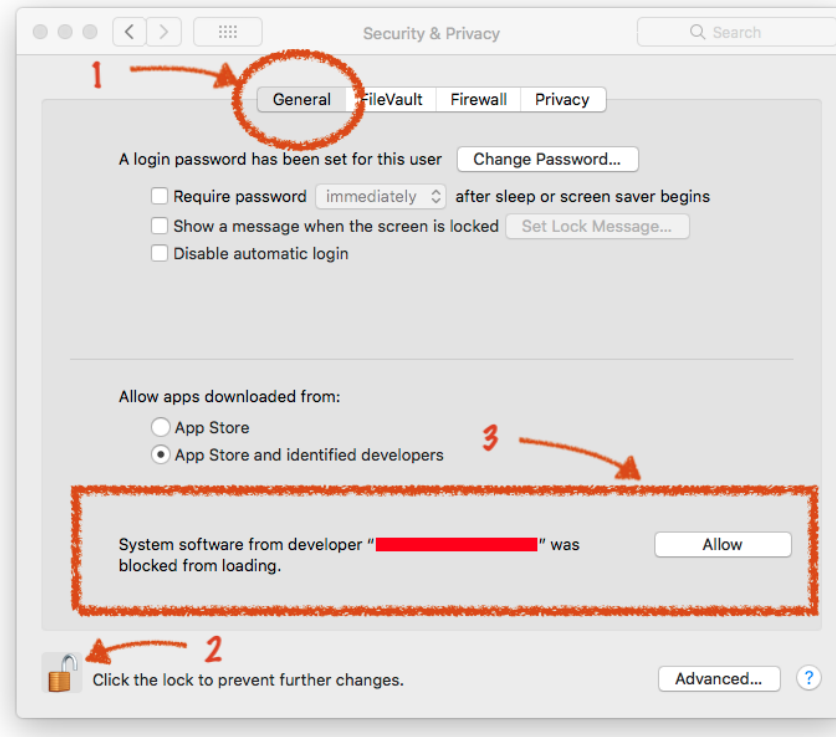 Security & Privacy
Search
1
General FileVault Firewall Privacy
A login password has been set for this user Change Password...
Require password immediately after sleep or screen saver begins
Show a message when the screen is locked Set Lock Message...
Disable automatic login
Allow apps downloaded from:
App Store
3
App Store and identified developers
System software from developer “ ” was
blocked from loading.
Allow
2
Click the lock to prevent further changes.
Advanced... ?